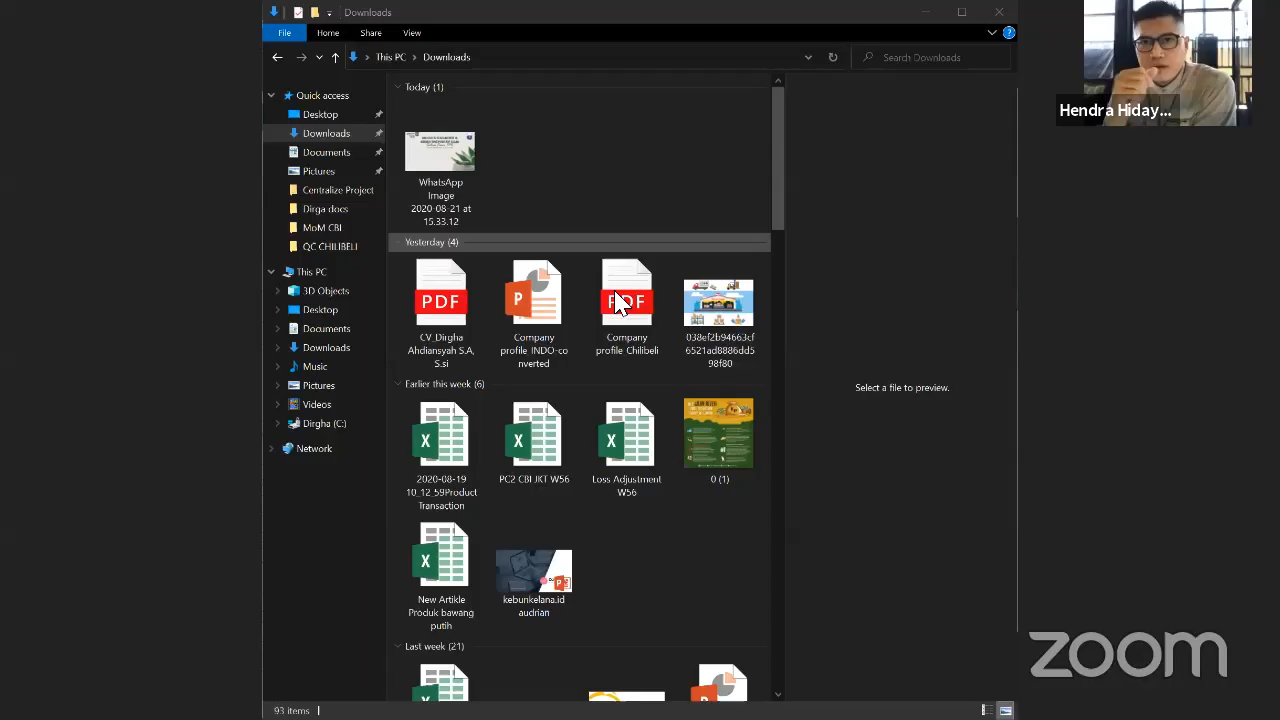 Downloads
File
Home
Share
View
This PC
Downloads
Search Downloads
Quick access
Desktop
Downloads
Documents
Pictures
Centralize Project
Dirga docs
MoM CBI
QC CHILIBELI
This PC
3D Objects
Desktop
Documents
Downloads
Music
Pictures
Videos
Dirgha (C:)
Network
Today (1)
WhatsApp
Image
2020-08-21 at
15.33.12
Yesterday (4)
PDF
CV_Dirgha
Ahdiansyah S.A,
S.si
P
Company
profile_INDO-co
nverted
PDF
Company
profile Chilibeli
038ef2b94663cf
6521ad8886dd5
98f80
Earlier this week (6)
X
2020-08-19
10_12_59Product
Transaction
X
PC2 CBI JKT W56
X
Loss Adjustment
W56
0 (1)
X
New Artikle
Produk bawang
putih
kebunkelana.id
audrian
Last week (21)
Select a file to preview.
93 items
Hendra Hiday...
zoom